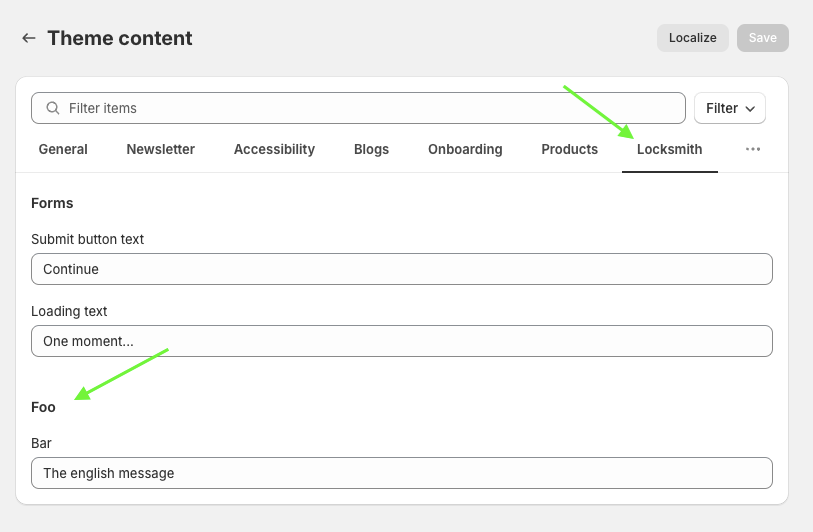 Theme content
Localize
Save
Filter items
Filter
General Newsletter Accessibility Blogs Onboarding Products Locksmith
Forms
Submit button text
Continue
Loading text
One moment...
Foo
Bar
The english message